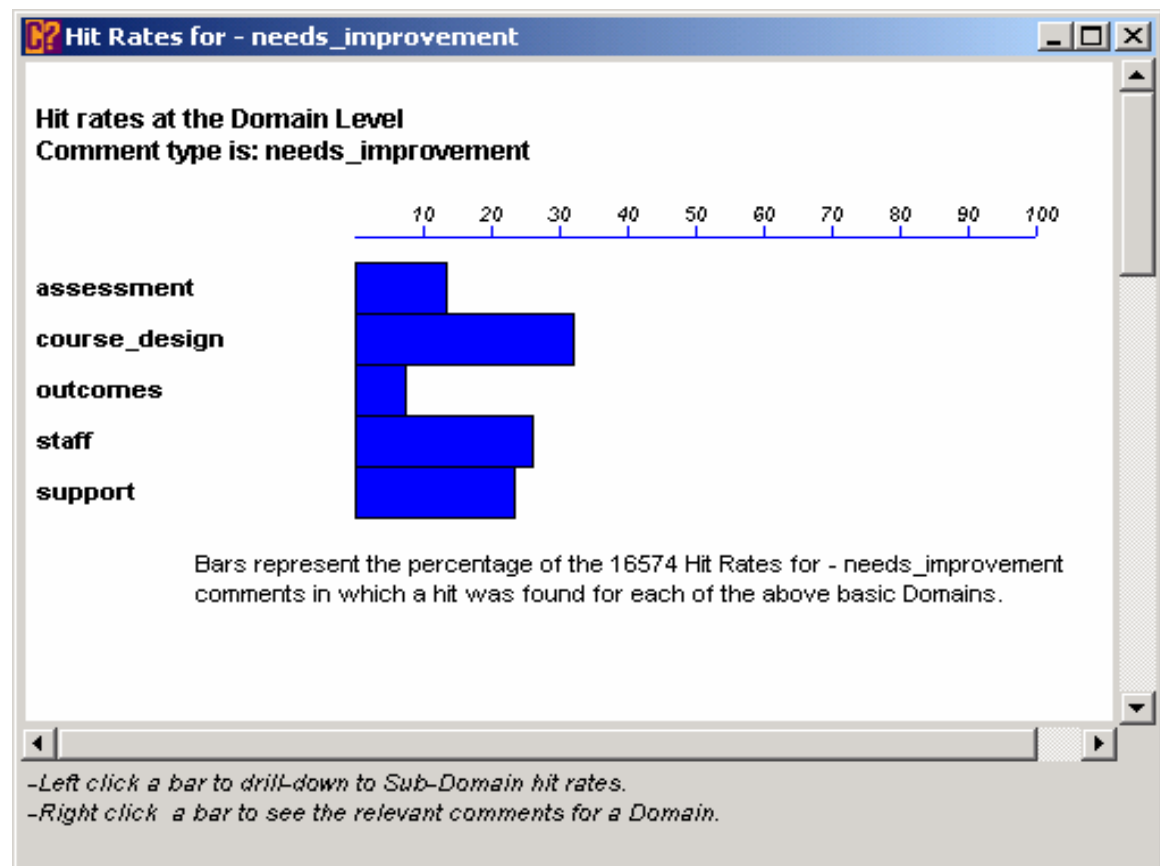 C? Hit Rates for - needs_improvement
Hit rates at the Domain Level
Comment type is: needs_improvement
10 20 30 40 50 60 70 80 90 100
assessment
course_design
outcomes
staff
support
Bars represent the percentage of the 16574 Hit Rates for - needs_improvement
comments in which a hit was found for each of the above basic Domains.
-Left click a bar to drill-down to Sub-Domain hit rates.
-Right click  a bar to see the relevant comments for a Domain.